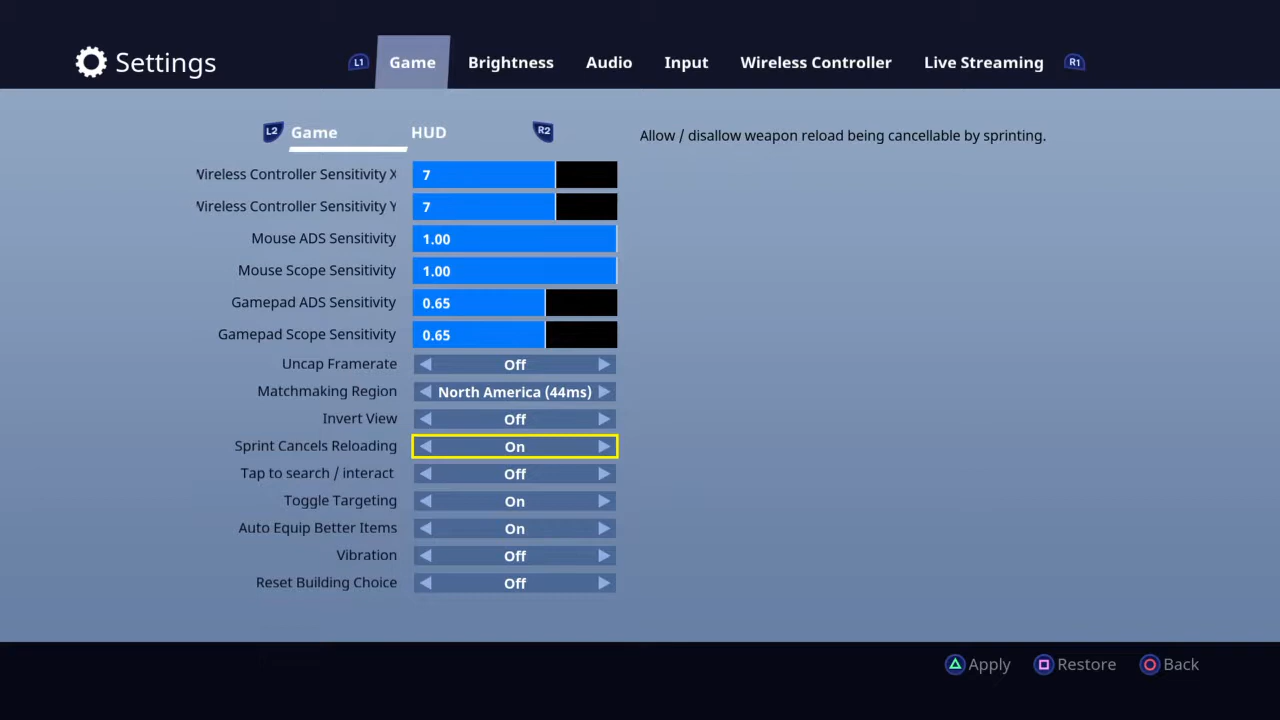 Settings
L1 Game Brightness Audio Input Wireless Controller Live Streaming R1
L2 Game HUD R2
Allow / disallow weapon reload being cancellable by sprinting.
Wireless Controller Sensitivity X 7
Wireless Controller Sensitivity Y 7
Mouse ADS Sensitivity 1.00
Mouse Scope Sensitivity 1.00
Gamepad ADS Sensitivity 0.65
Gamepad Scope Sensitivity 0.65
Uncap Framerate Off
Matchmaking Region North America (44ms)
Invert View Off
Sprint Cancels Reloading On
Tap to search / interact Off
Toggle Targeting On
Auto Equip Better Items On
Vibration Off
Reset Building Choice Off
Apply Restore Back